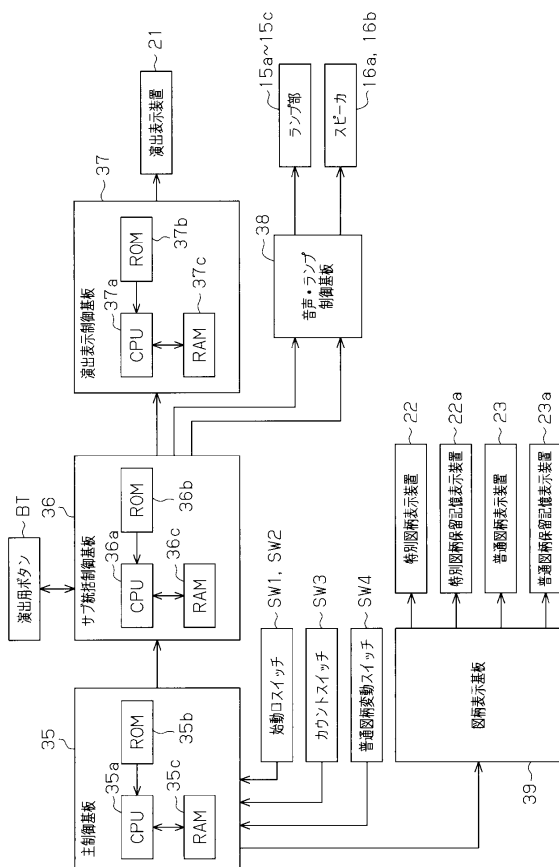 35
主制御基板
35a
CPU
ROM
35b
35c
RAM
演出用ボタン
BT
36
サブ統括制御基板
36a
CPU
ROM
36b
36c
RAM
37
演出表示制御基板
37a
CPU
ROM
37b
37c
RAM
演出表示装置
21
38
音声・ランプ
制御基板
ランプ部
15a~15c
スピーカ
16a, 16b
始動口スイッチ
SW1, SW2
カウントスイッチ
SW3
普通図柄変動スイッチ
SW4
39
図柄表示基板
特別図柄表示装置
22
特別図柄保留記憶表示装置
22a
普通図柄表示装置
23
普通図柄保留記憶表示装置
23a